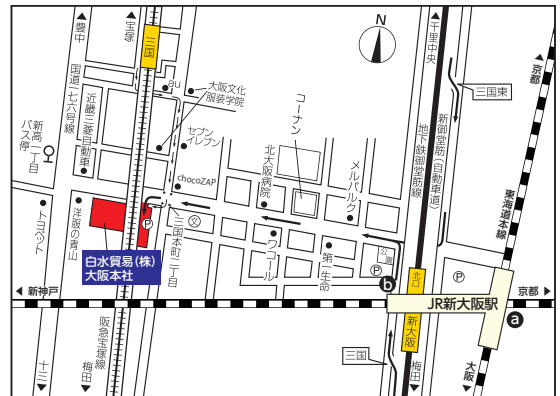 N
▲豊中
▲宝塚
三国
▲千里中央
京都▲
国道一七六号線
近畿三菱自動車
au
大阪文化
服装学院
コーナン
三国東
新高一丁目
バス停
セブン
イレブン
chocoZAP
北大阪病院
メルパルク
地下鉄御堂筋線
新御堂筋(自動車道)
東海道本線
トヨペット
洋服の青山
P
三国本町二丁目
文
ワコール
第一生命
公園
P
P
白水貿易(株)
大阪本社
b
北口
◀新神戸
JR新大阪駅
京都▶
新大阪
a
阪急宝塚線
三国
十三▼
梅田▼
梅田▼
大阪▼